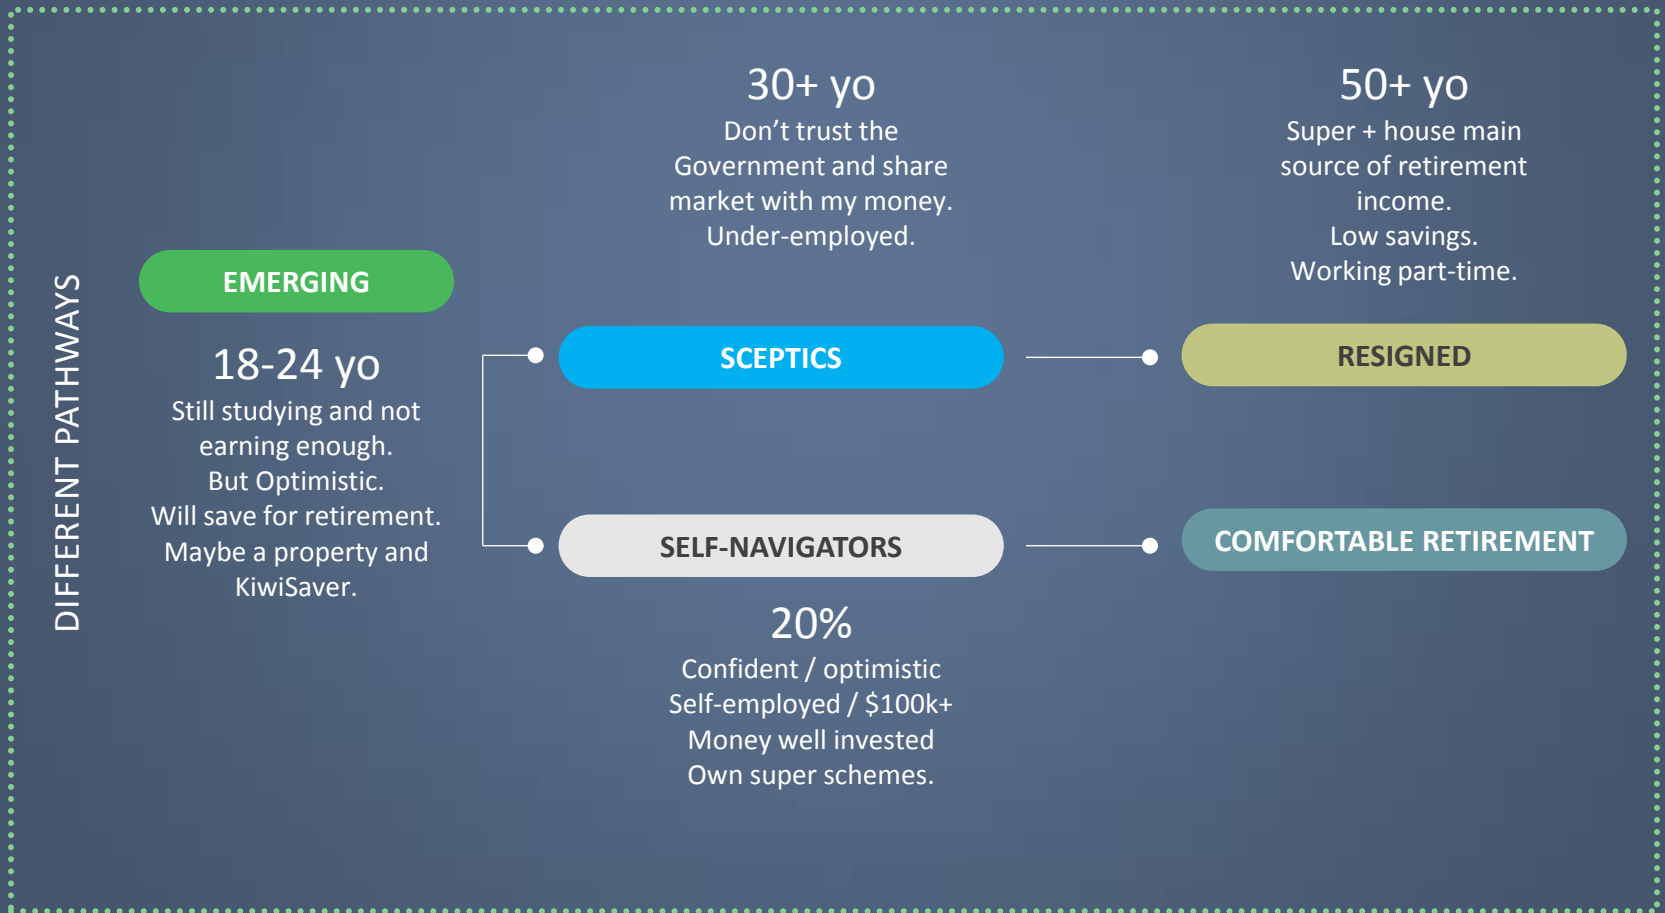 DIFFERENT PATHWAYS
EMERGING
18-24 yo
Still studying and not
earning enough.
But Optimistic.
Will save for retirement.
Maybe a property and
KiwiSaver.
30+ yo
Don’t trust the
Government and share
market with my money.
Under-employed.
SCEPTICS
SELF-NAVIGATORS
20%
Confident / optimistic
Self-employed / $100k+
Money well invested
Own super schemes.
50+ yo
Super + house main
source of retirement
income.
Low savings.
Working part-time.
RESIGNED
COMFORTABLE RETIREMENT